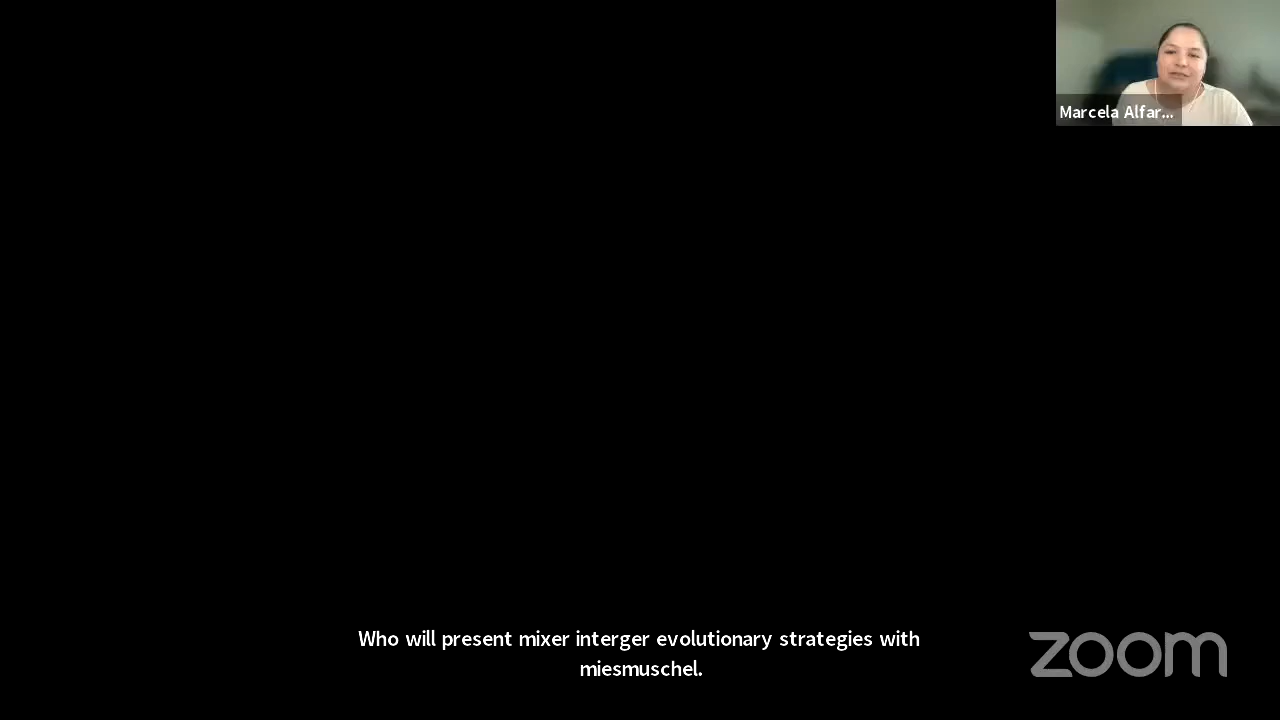 Marcela Alfar...
Who will present mixer interger evolutionary strategies with
miesmuschel.
zoom